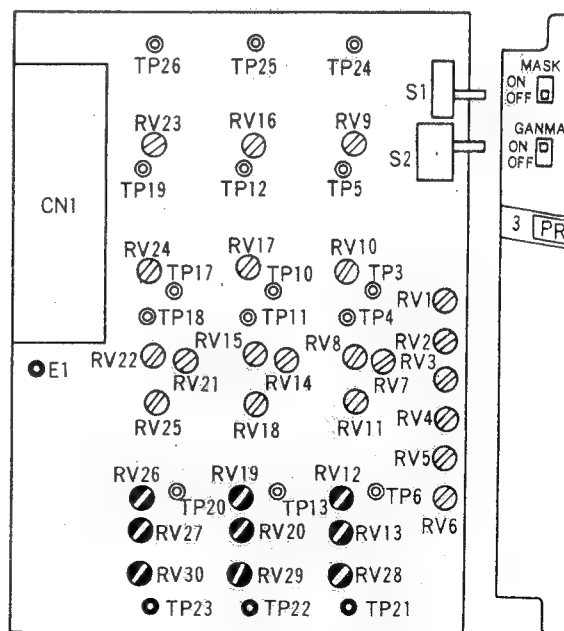 TP26 TP25 TP24
MASK
S1 ON
OFF
RV23 RV16 RV9
GANMA
S2 ON
OFF
TP19 TP12 TP5
CN1
3 PR
RV24 RV17 RV10
TP17 TP10 TP3
RV1
TP18 TP11 TP4
RV15 RV8 RV2
RV22 RV3
E1 RV21 RV14 RV7
RV25 RV18 RV11 RV4
RV5
RV26 RV19 RV12
TP20 TP13 TP6
RV6
RV27 RV20 RV13
RV30 RV29 RV28
TP23 TP22 TP21